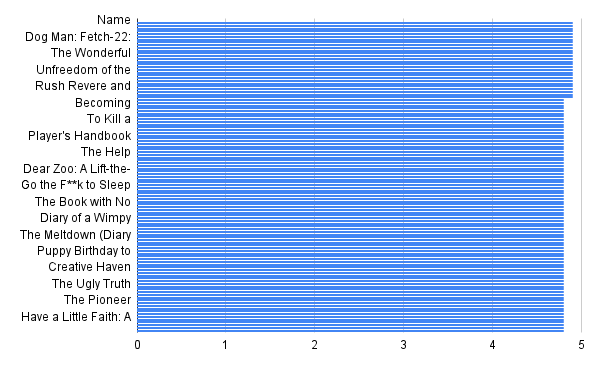 Name
Dog Man: Fetch-22:
The Wonderful
Unfreedom of the
Rush Revere and
Becoming
To Kill a
Player's Handbook
The Help
Dear Zoo: A Lift-the-
Go the F**k to Sleep
The Book with No
Diary of a Wimpy
The Meltdown (Diary
Puppy Birthday to
Creative Haven
The Ugly Truth
The Pioneer
Have a Little Faith: A
0 1 2 3 4 5